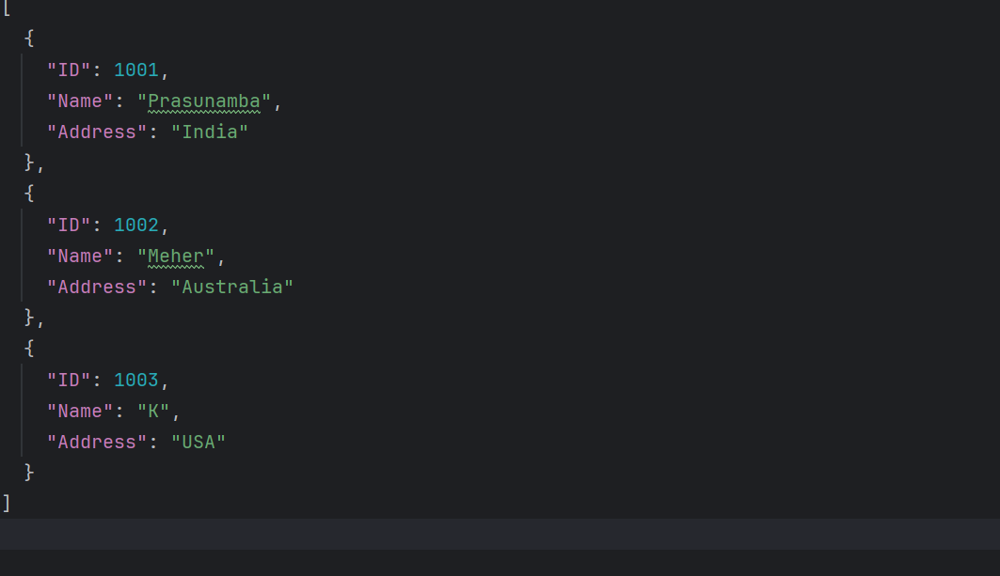 [
  {
    "ID": 1001,
    "Name": "Prasunamba",
    "Address": "India"
  },
  {
    "ID": 1002,
    "Name": "Meher",
    "Address": "Australia"
  },
  {
    "ID": 1003,
    "Name": "K",
    "Address": "USA"
  }
]